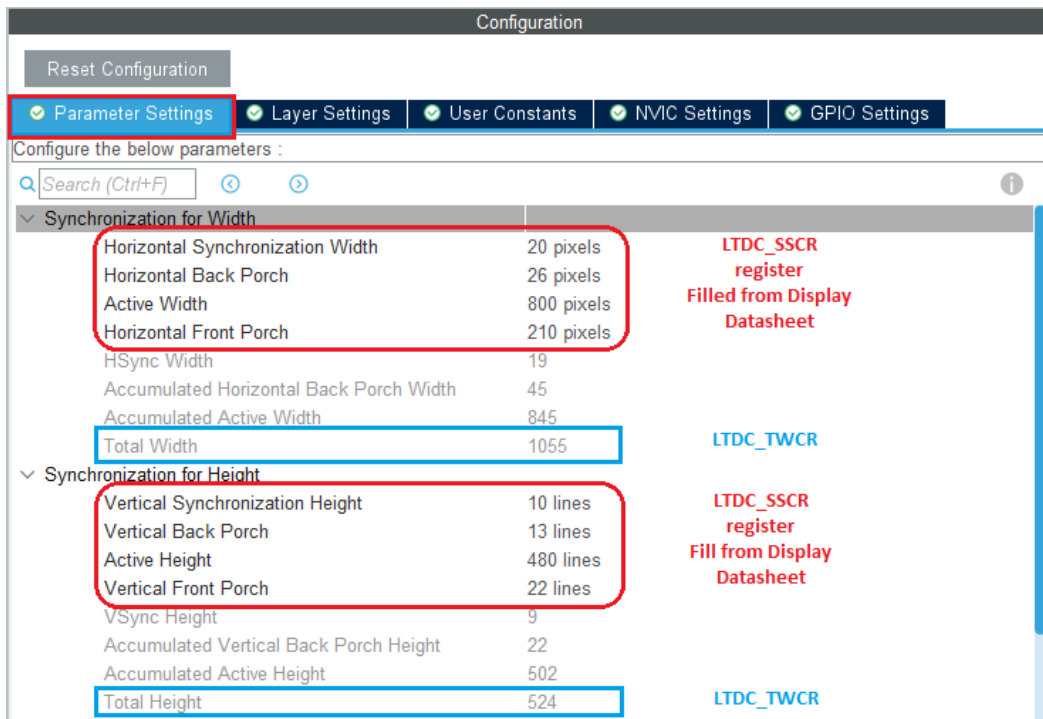 Configuration
Reset Configuration
Parameter Settings Layer Settings User Constants NVIC Settings GPIO Settings
Configure the below parameters :
Search (Ctrl+F)
Synchronization for Width
Horizontal Synchronization Width 20 pixels
Horizontal Back Porch 26 pixels
Active Width 800 pixels
Horizontal Front Porch 210 pixels
LTDC_SSCR
register
Filled from Display
Datasheet
HSync Width 19
Accumulated Horizontal Back Porch Width 45
Accumulated Active Width 845
Total Width 1055 LTDC_TWCR
Synchronization for Height
Vertical Synchronization Height 10 lines
Vertical Back Porch 13 lines
Active Height 480 lines
Vertical Front Porch 22 lines
LTDC_SSCR
register
Fill from Display
Datasheet
VSync Height 9
Accumulated Vertical Back Porch Height 22
Accumulated Active Height 502
Total Height 524 LTDC_TWCR